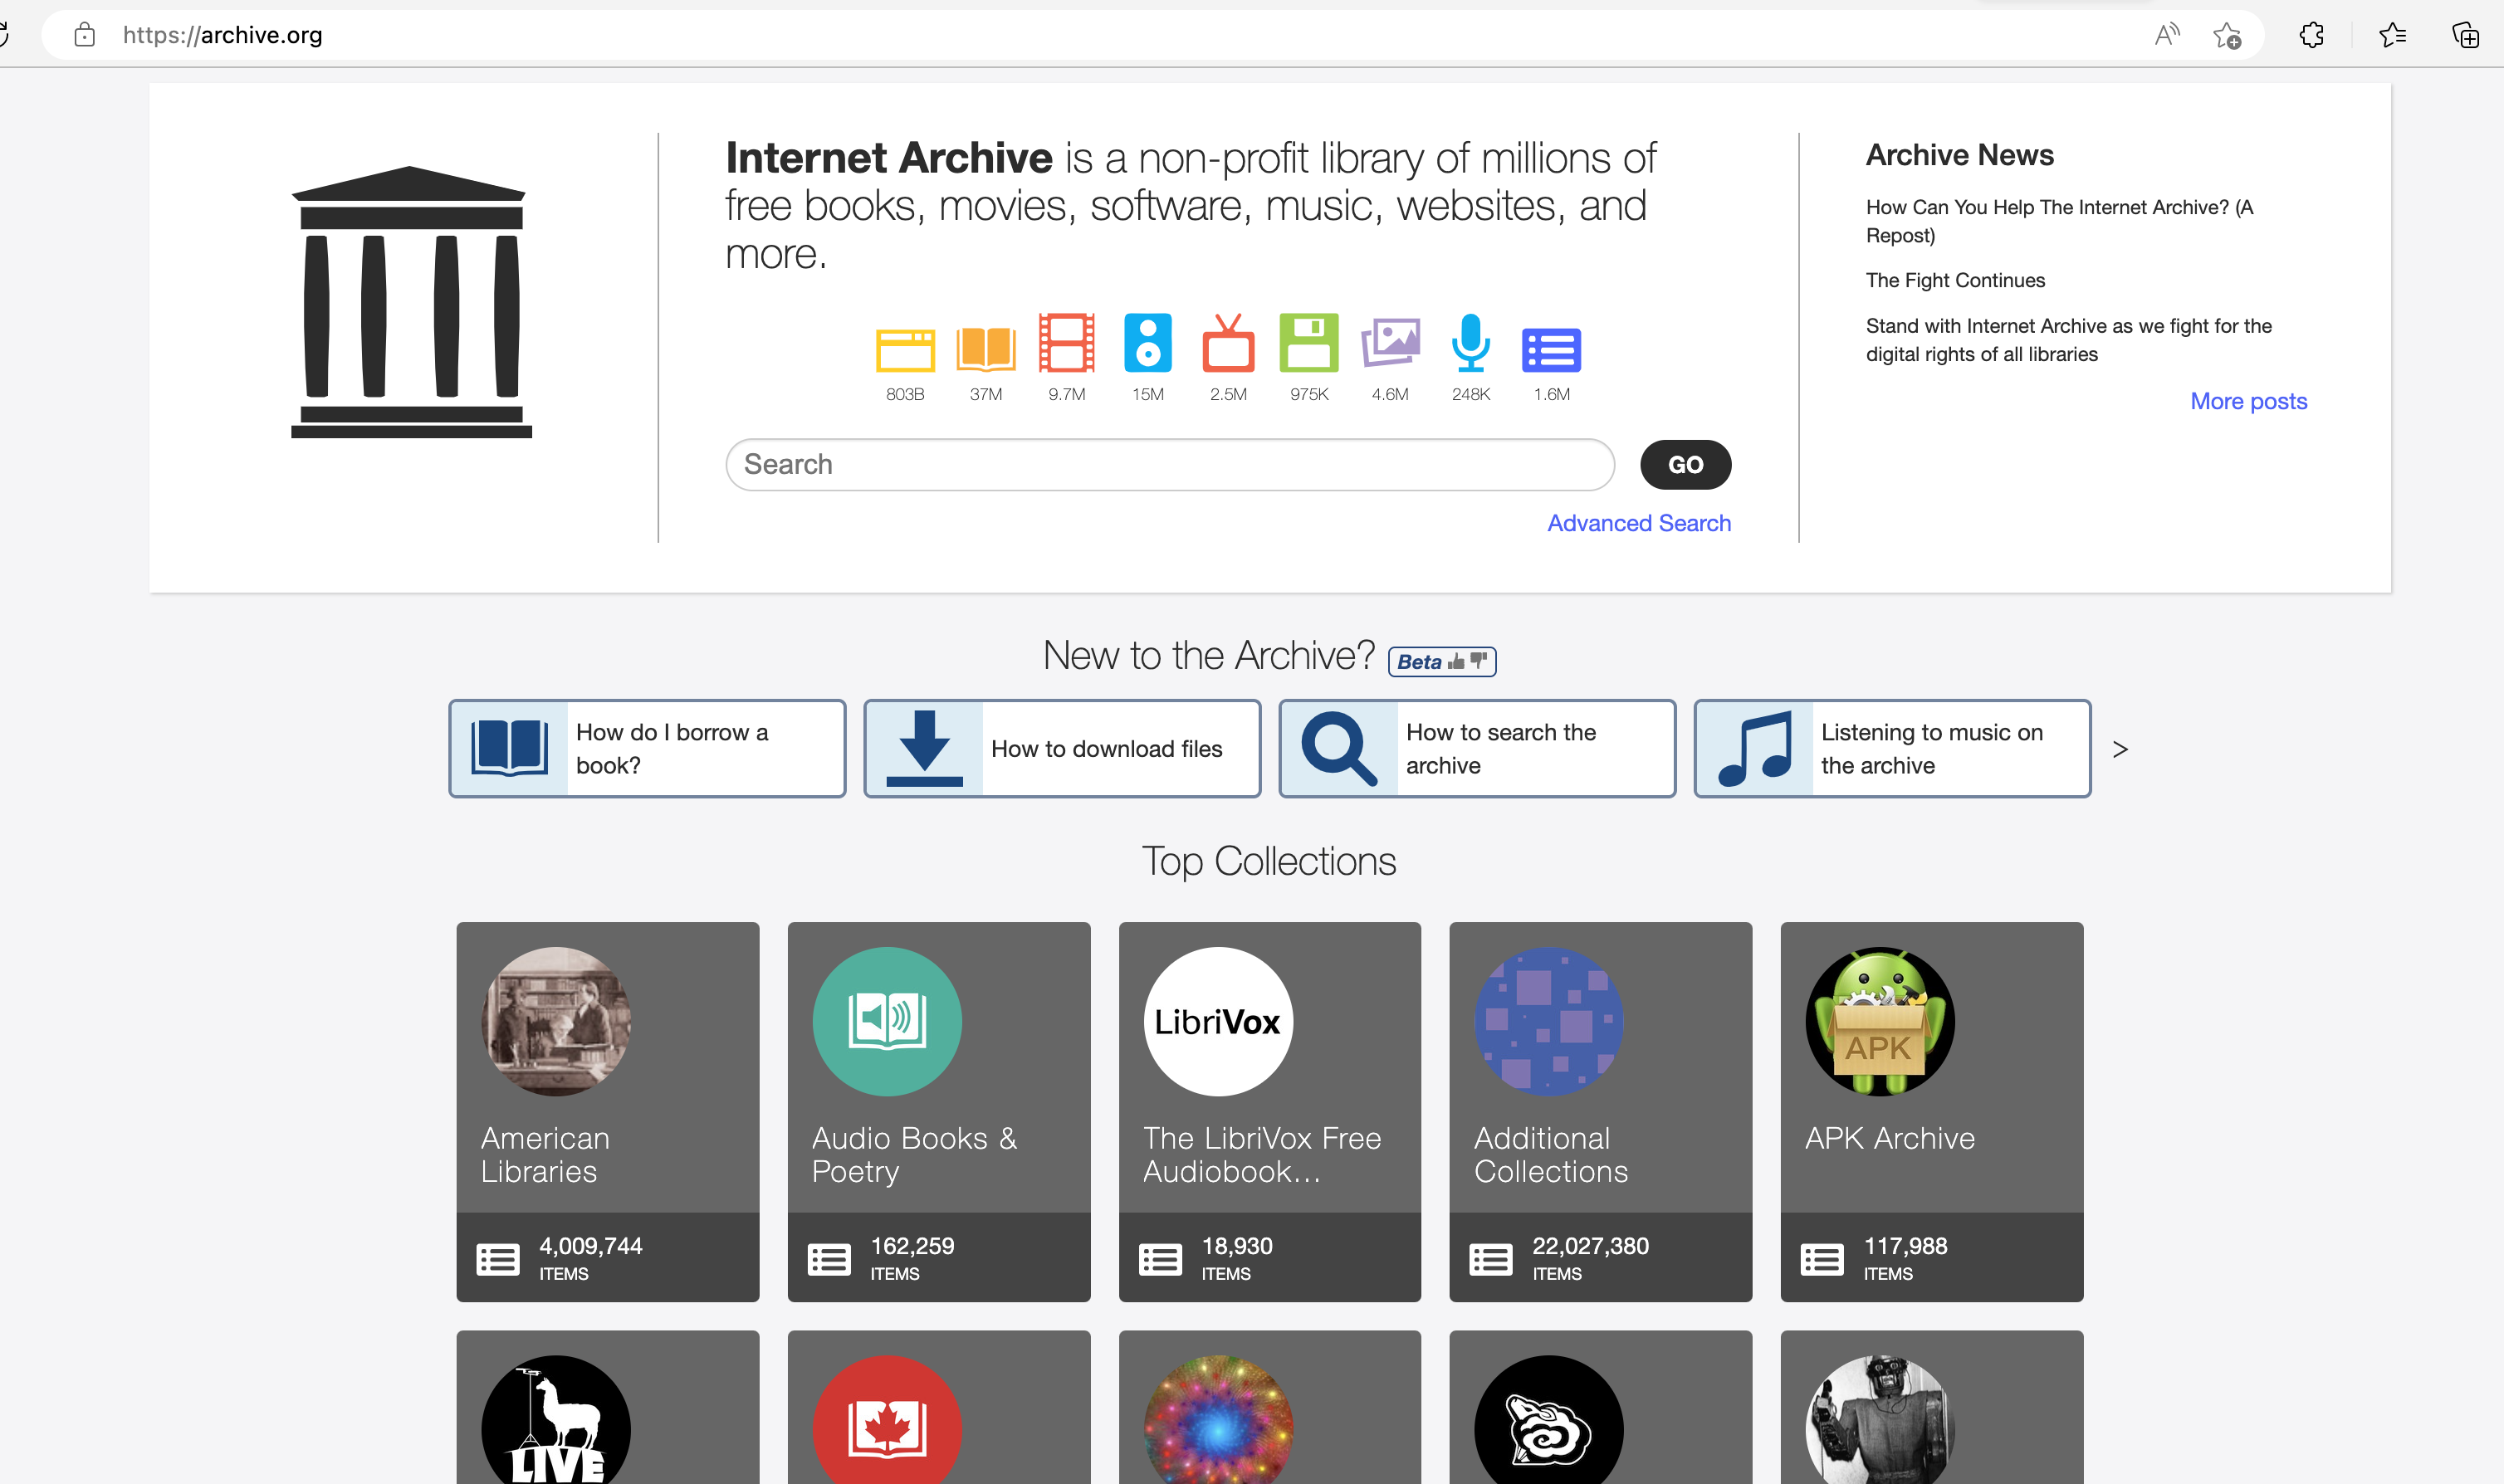 https://archive.org
Internet Archive is a non-profit library of millions of
free books, movies, software, music, websites, and
more.
803B
37M
9.7M
15M
2.5M
975K
4.6M
248K
1.6M
Search
GO
Advanced Search
Archive News
How Can You Help The Internet Archive? (A
Repost)
The Fight Continues
Stand with Internet Archive as we fight for the
digital rights of all libraries
More posts
New to the Archive?
Beta
How do I borrow a
book?
How to download files
How to search the
archive
Listening to music on
the archive
>
Top Collections
American
Libraries
4,009,744
ITEMS
Audio Books &
Poetry
162,259
ITEMS
LibriVox
The LibriVox Free
Audiobook...
18,930
ITEMS
Additional
Collections
22,027,380
ITEMS
APK
APK Archive
117,988
ITEMS
LIVE